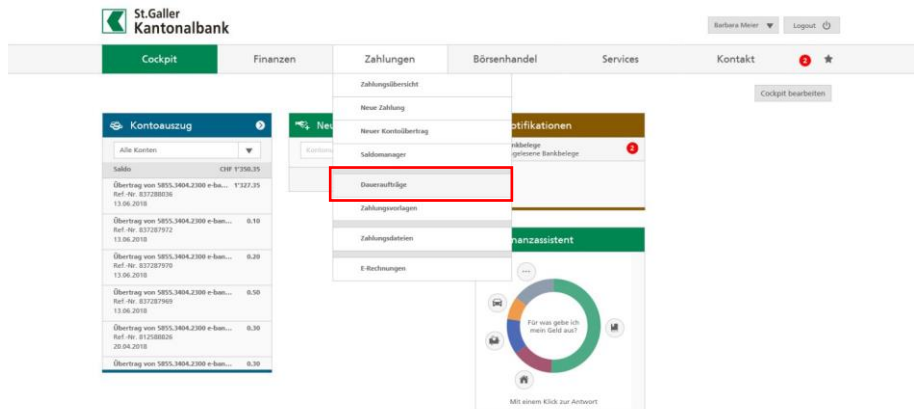 St.Galler
Kantonalbank
Barbara Meier
Logout
Cockpit
Finanzen
Zahlungen
Börsenhandel
Services
Kontakt
2
Cockpit bearbeiten
Zahlungsübersicht
Neue Zahlung
Neuer Kontoübertrag
Saldomanager
Daueraufträge
Zahlungsvorlagen
Zahlungsdateien
E-Rechnungen
Kontoauszug
Alle Konten
Saldo CHF 1'350.35
Übertrag von 5855.3404.2300 e-ba... 1'327.35
Ref.-Nr. 837288036
13.06.2018
Übertrag von 5855.3404.2300 e-ban... 0.10
Ref.-Nr. 837287972
13.06.2018
Übertrag von 5855.3404.2300 e-ban... 0.20
Ref.-Nr. 837287970
13.06.2018
Übertrag von 5855.3404.2300 e-ban... 0.50
Ref.-Nr. 837287969
13.06.2018
Übertrag von 5855.3404.2300 e-ban... 0.30
Ref.-Nr. 812588826
20.04.2018
Übertrag von 5855.3404.2300 e-ban... 0.30
Neu
otifikationen
nkbelege
gelesene Bankbelege
2
nanzassistent
Für was gebe ich
mein Geld aus?
Mit einem Klick zur Antwort